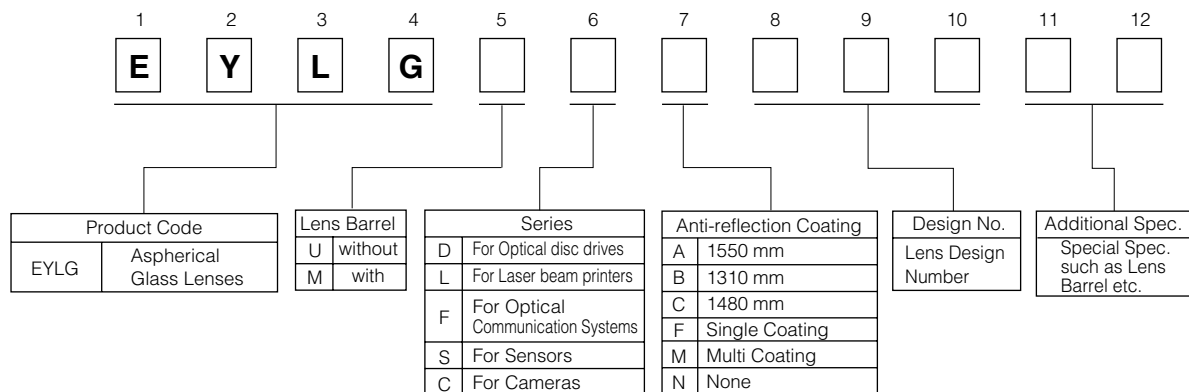 1 2 3 4 5 6 7 8 9 10 11 12
E Y L G
Product Code
EYLG Aspherical
Glass Lenses
Lens Barrel
U without
M with
Series
D For Optical disc drives
L For Laser beam printers
F For Optical
Communication Systems
S For Sensors
C For Cameras
Anti-reflection Coating
A 1550 mm
B 1310 mm
C 1480 mm
F Single Coating
M Multi Coating
N None
Design No.
Lens Design
Number
Additional Spec.
Special Spec.
such as Lens
Barrel etc.